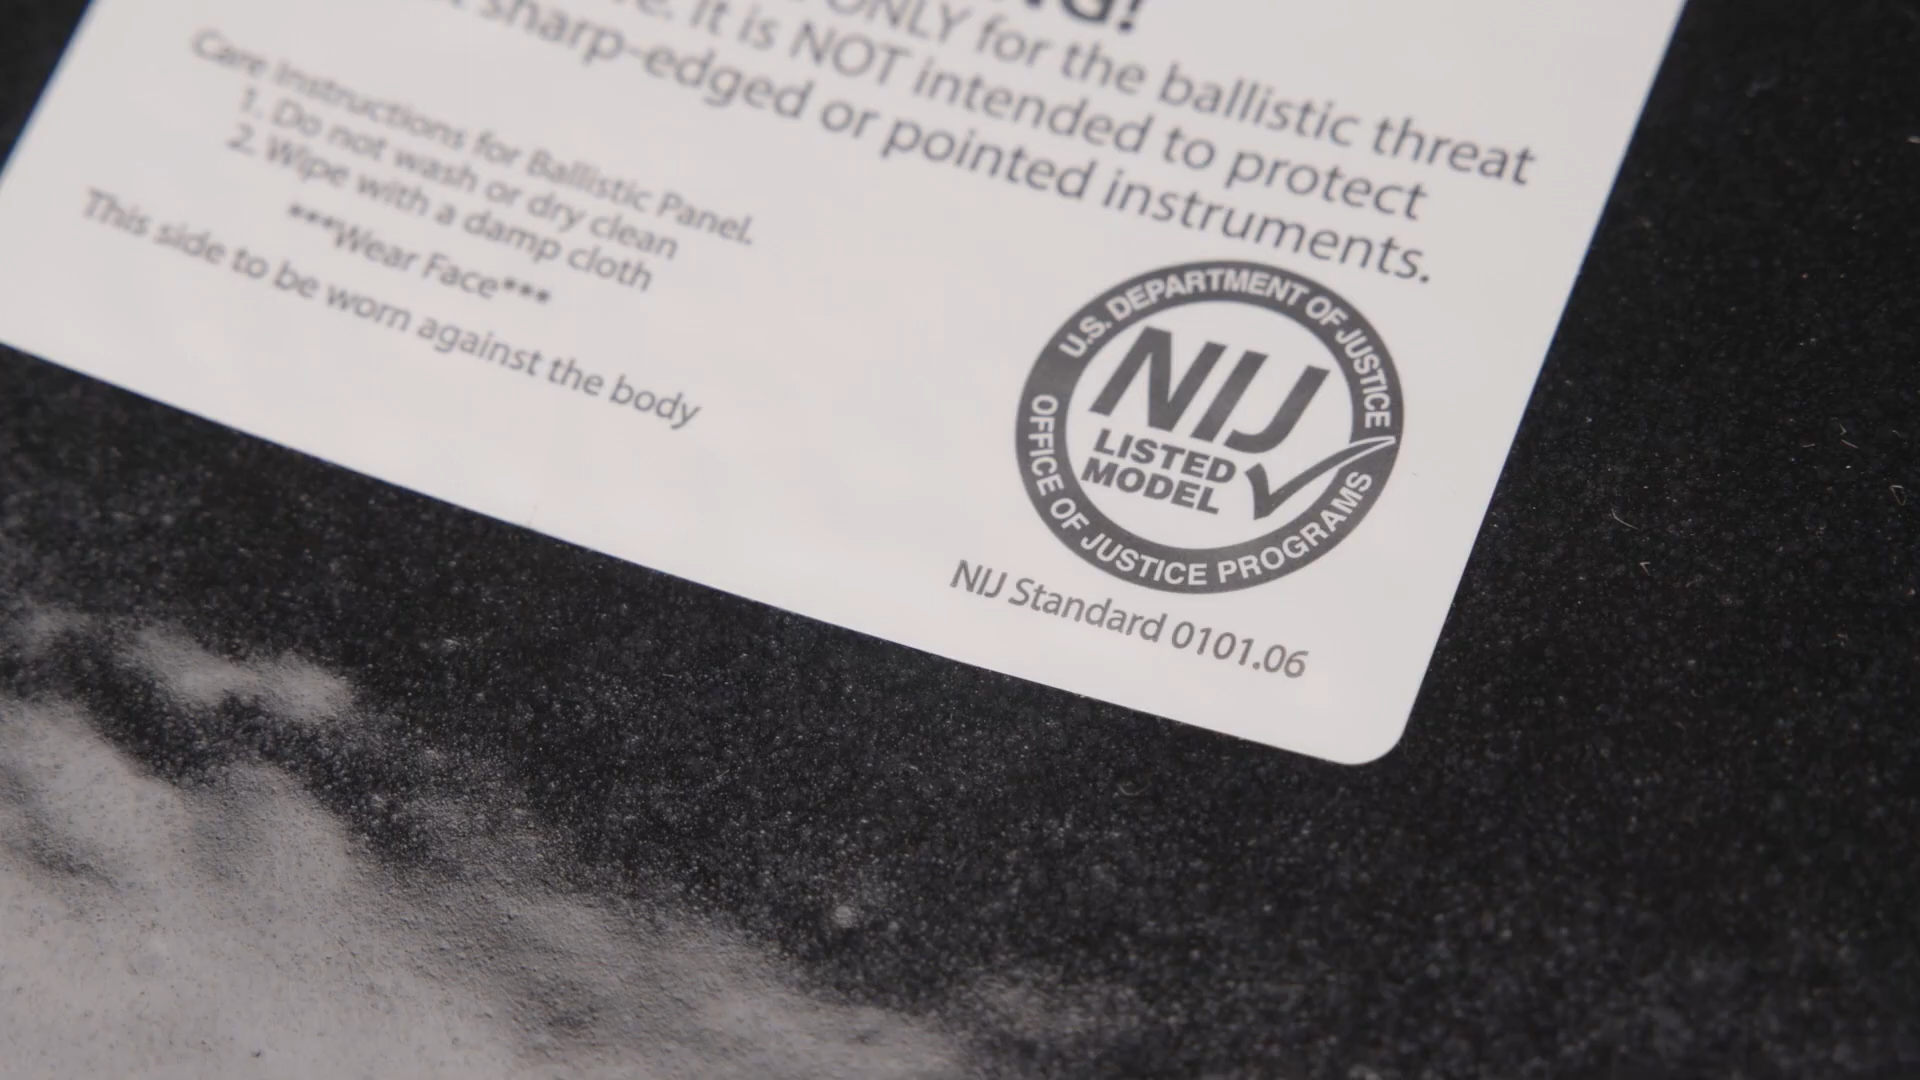 G!
ONLY for the ballistic threat
It is NOT intended to protect
sharp-edged or pointed instruments.
Care Instructions for Ballistic Panel.
1. Do not wash or dry clean
2. Wipe with a damp cloth
***Wear Face***
This side to be worn against the body
U.S. DEPARTMENT OF JUSTICE
NIJ
LISTED
MODEL
OFFICE OF JUSTICE PROGRAMS
NIJ Standard 0101.06